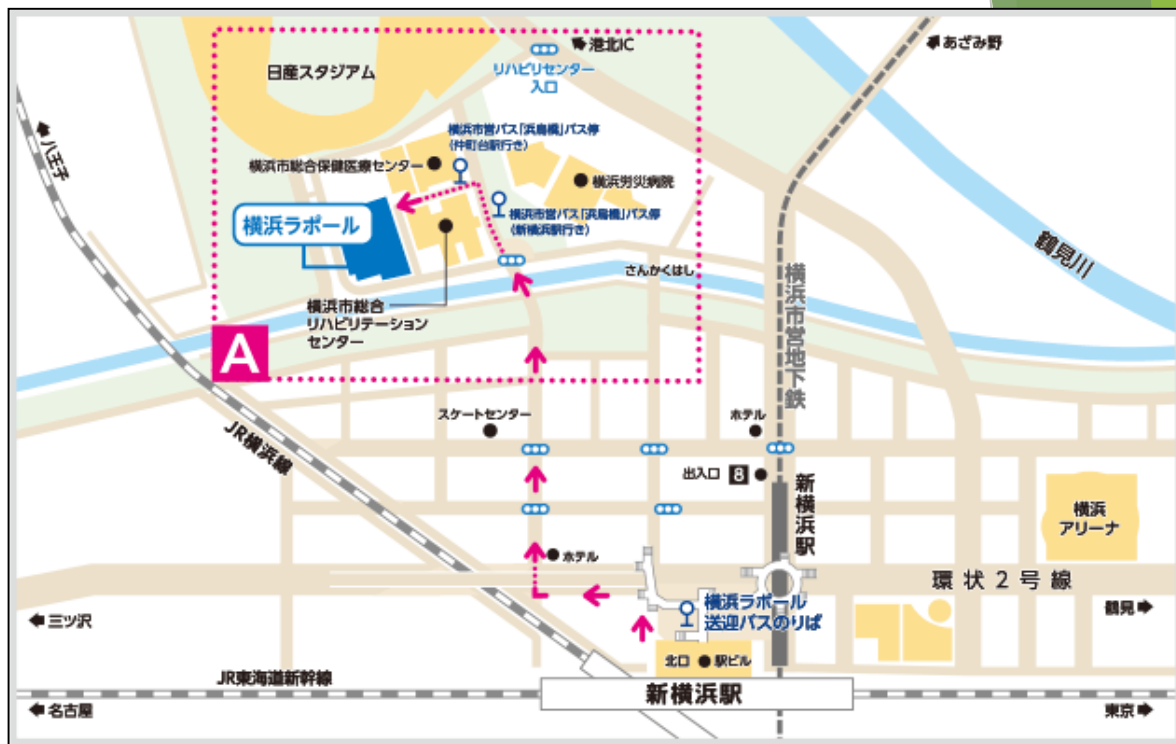 港北IC
あざみ野
日産スタジアム
リハビリセンター
入口
八王子
横浜市営バス「浜鳥橋」バス停
(仲町台駅行き)
横浜市総合保健医療センター
横浜労災病院
横浜ラポール
横浜市営バス「浜鳥橋」バス停
(新横浜駅行き)
鶴見川
さんかくはし
横浜市営地下鉄
横浜市総合
リハビリテーション
センター
A
スケートセンター
ホテル
JR横浜線
出入口 8
新横浜駅
横浜
アリーナ
ホテル
環状2号線
横浜ラポール
送迎バスのりば
三ツ沢
鶴見
北口
駅ビル
JR東海道新幹線
新横浜駅
名古屋
東京